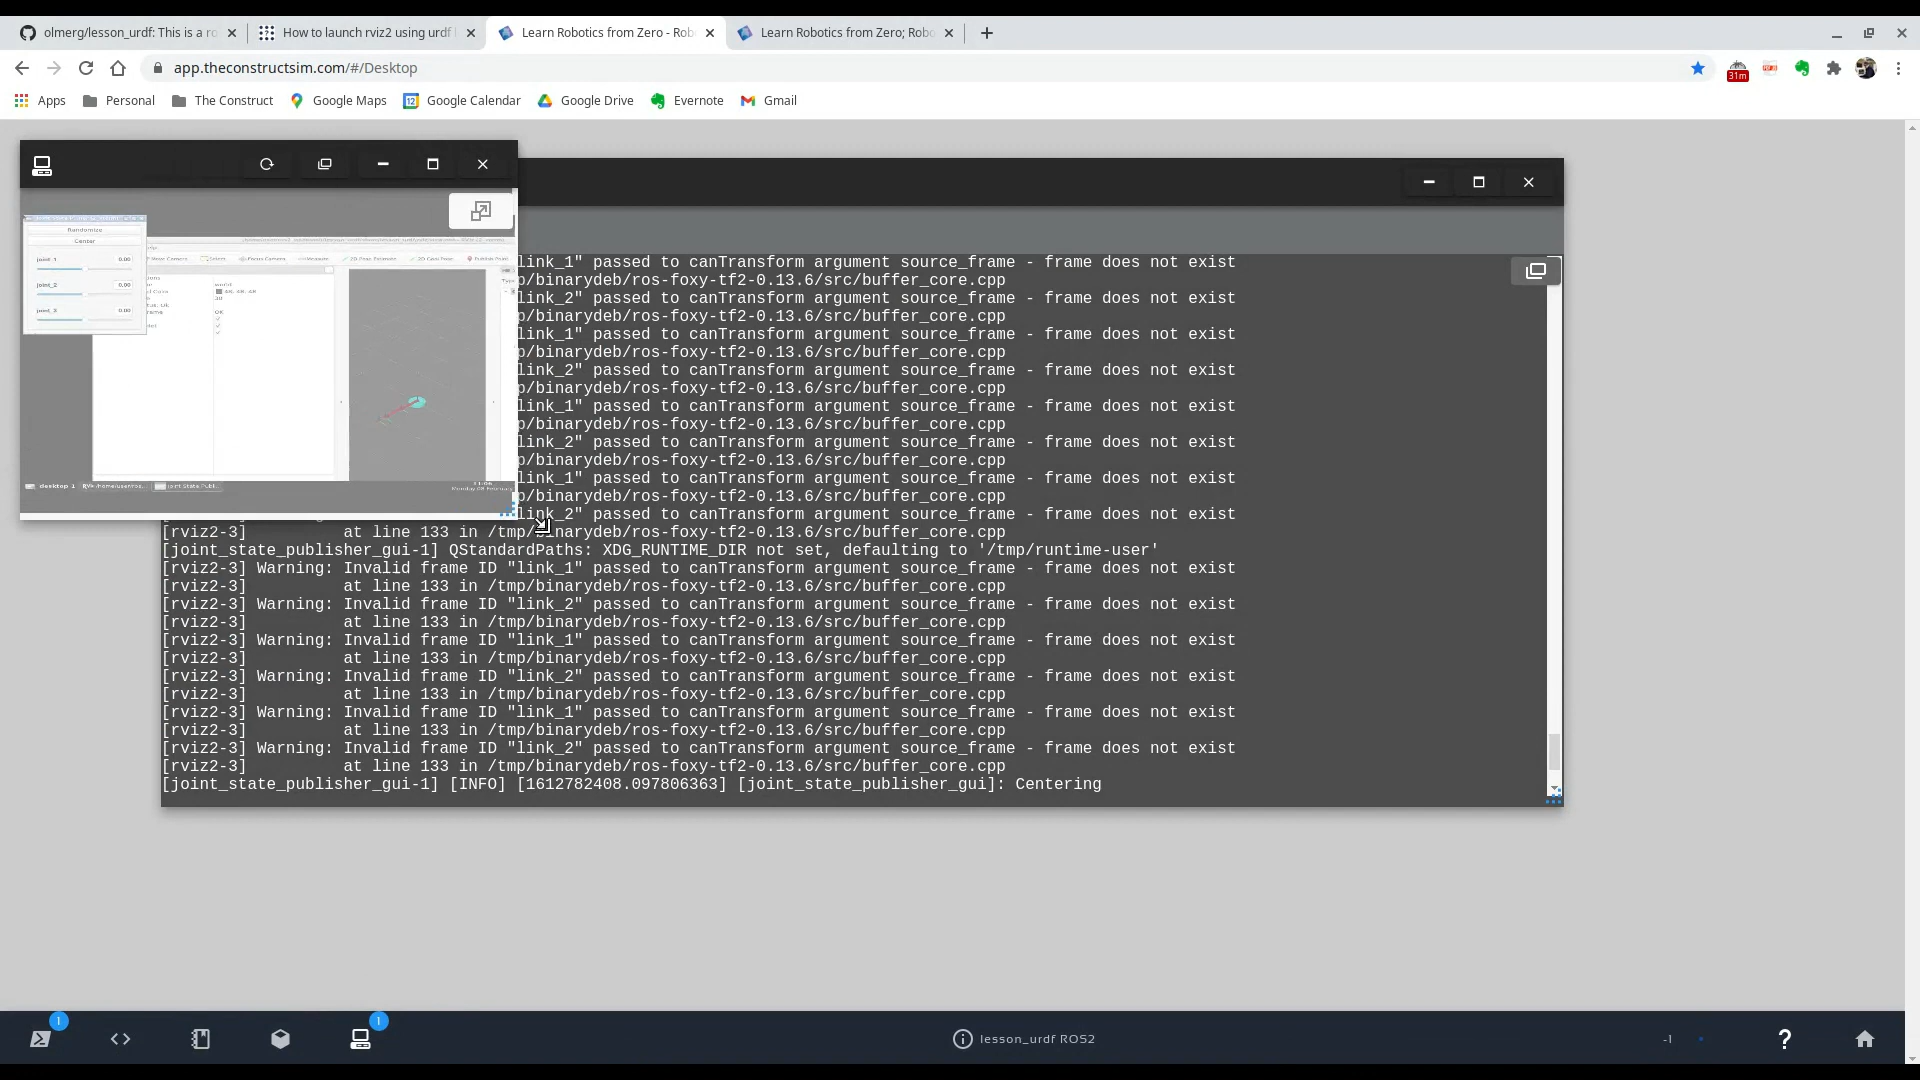 olmerg/lesson_urdf: This is a ro
How to launch rviz2 using urdf
Learn Robotics from Zero - Rob
Learn Robotics from Zero; Robo
app.theconstructsim.com/#/Desktop
31m
Apps
Personal
The Construct
Google Maps
12
Google Calendar
Google Drive
Evernote
Gmail
Randomize
Center
joint_1 0.00
joint_2 0.00
joint_3 0.00
link_1" passed to canTransform argument source_frame - frame does not exist
p/binarydeb/ros-foxy-tf2-0.13.6/src/buffer_core.cpp
link_2" passed to canTransform argument source_frame - frame does not exist
p/binarydeb/ros-foxy-tf2-0.13.6/src/buffer_core.cpp
link_1" passed to canTransform argument source_frame - frame does not exist
p/binarydeb/ros-foxy-tf2-0.13.6/src/buffer_core.cpp
link_2" passed to canTransform argument source_frame - frame does not exist
p/binarydeb/ros-foxy-tf2-0.13.6/src/buffer_core.cpp
link_1" passed to canTransform argument source_frame - frame does not exist
p/binarydeb/ros-foxy-tf2-0.13.6/src/buffer_core.cpp
link_2" passed to canTransform argument source_frame - frame does not exist
p/binarydeb/ros-foxy-tf2-0.13.6/src/buffer_core.cpp
link_1" passed to canTransform argument source_frame - frame does not exist
p/binarydeb/ros-foxy-tf2-0.13.6/src/buffer_core.cpp
link_2" passed to canTransform argument source_frame - frame does not exist
[rviz2-3] at line 133 in /tmp/binarydeb/ros-foxy-tf2-0.13.6/src/buffer_core.cpp
[joint_state_publisher_gui-1] QStandardPaths: XDG_RUNTIME_DIR not set, defaulting to '/tmp/runtime-user'
[rviz2-3] Warning: Invalid frame ID "link_1" passed to canTransform argument source_frame - frame does not exist
[rviz2-3] at line 133 in /tmp/binarydeb/ros-foxy-tf2-0.13.6/src/buffer_core.cpp
[rviz2-3] Warning: Invalid frame ID "link_2" passed to canTransform argument source_frame - frame does not exist
[rviz2-3] at line 133 in /tmp/binarydeb/ros-foxy-tf2-0.13.6/src/buffer_core.cpp
[rviz2-3] Warning: Invalid frame ID "link_1" passed to canTransform argument source_frame - frame does not exist
[rviz2-3] at line 133 in /tmp/binarydeb/ros-foxy-tf2-0.13.6/src/buffer_core.cpp
[rviz2-3] Warning: Invalid frame ID "link_2" passed to canTransform argument source_frame - frame does not exist
[rviz2-3] at line 133 in /tmp/binarydeb/ros-foxy-tf2-0.13.6/src/buffer_core.cpp
[rviz2-3] Warning: Invalid frame ID "link_1" passed to canTransform argument source_frame - frame does not exist
[rviz2-3] at line 133 in /tmp/binarydeb/ros-foxy-tf2-0.13.6/src/buffer_core.cpp
[rviz2-3] Warning: Invalid frame ID "link_2" passed to canTransform argument source_frame - frame does not exist
[rviz2-3] at line 133 in /tmp/binarydeb/ros-foxy-tf2-0.13.6/src/buffer_core.cpp
[joint_state_publisher_gui-1] [INFO] [1612782408.097806363] [joint_state_publisher_gui]: Centering
desktop 1
1
1
lesson_urdf ROS2
-1
?